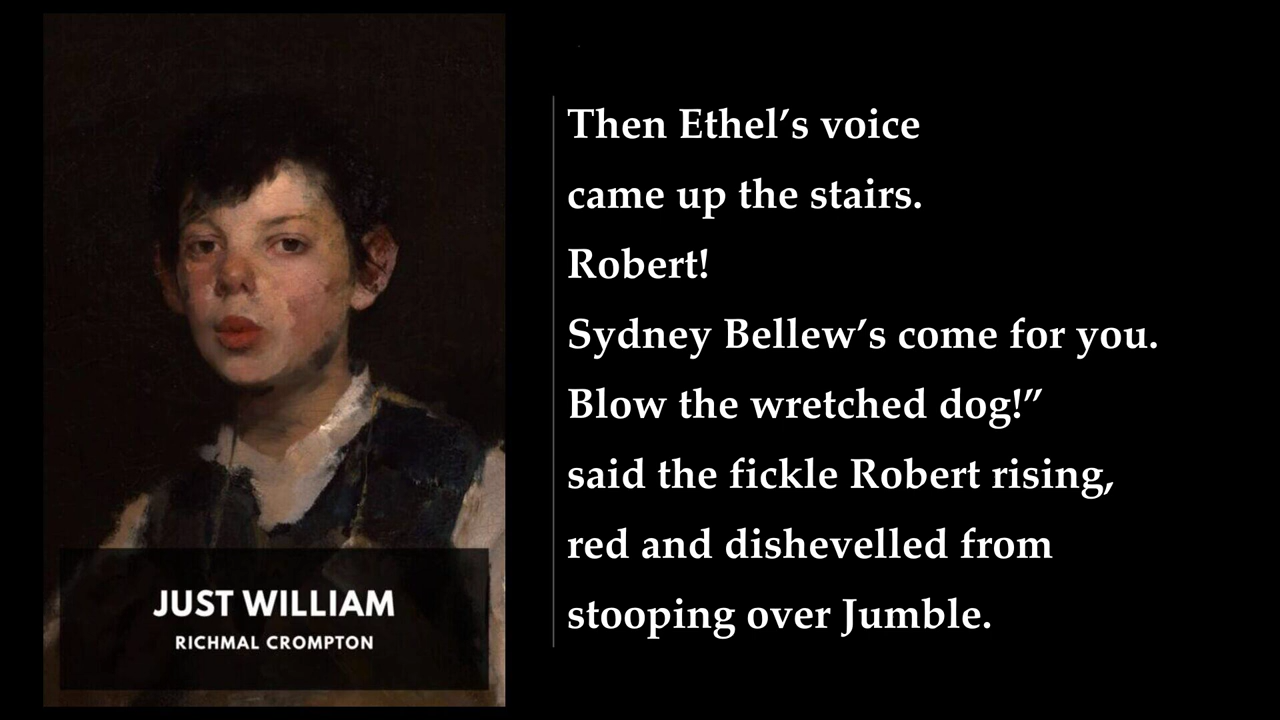 JUST WILLIAM
RICHMAL CROMPTON
Then Ethel’s voice
came up the stairs.
Robert!
Sydney Bellew’s come for you.
Blow the wretched dog!”
said the fickle Robert rising,
red and dishevelled from
stooping over Jumble.